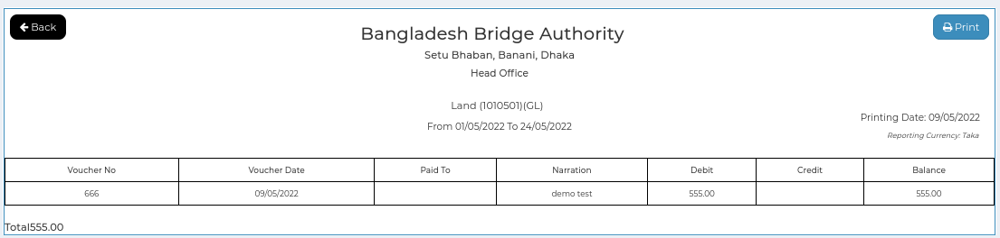 Back
Print
Bangladesh Bridge Authority
Setu Bhaban, Banani, Dhaka
Head Office
Land (1010501)(GL)
From 01/05/2022 To 24/05/2022
Printing Date: 09/05/2022
Reporting Currency: Taka
Voucher No Voucher Date Paid To Narration Debit Credit Balance
666 09/05/2022 demo test 555.00 555.00
Total555.00